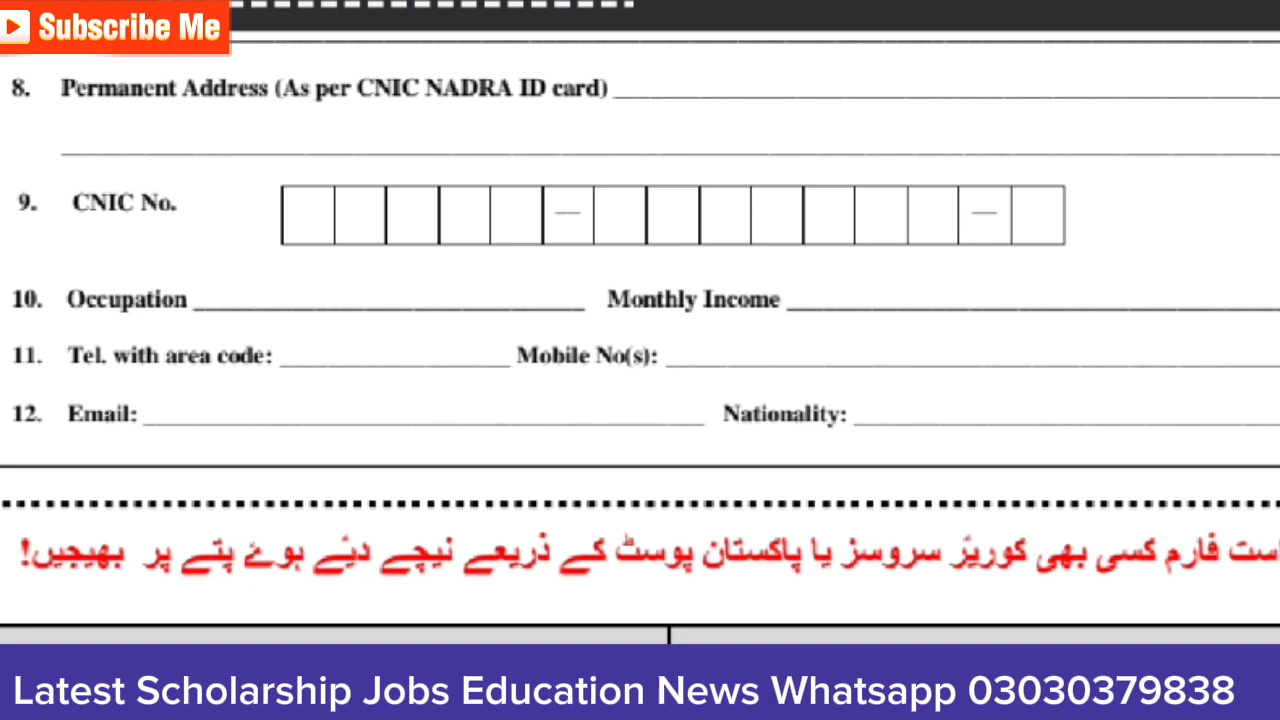 Subscribe Me
8. Permanent Address (As per CNIC NADRA ID card)
9. CNIC No.
10. Occupation Monthly Income
11. Tel. with area code: Mobile No(s):
12. Email: Nationality:
فارم کسی بھی کوریئر سروسز یا پاکستان پوسٹ کے ذریعے نیچے دیئے ہوۓ پتے پر بھیجیں!
Latest Scholarship Jobs Education News Whatsapp 03030379838